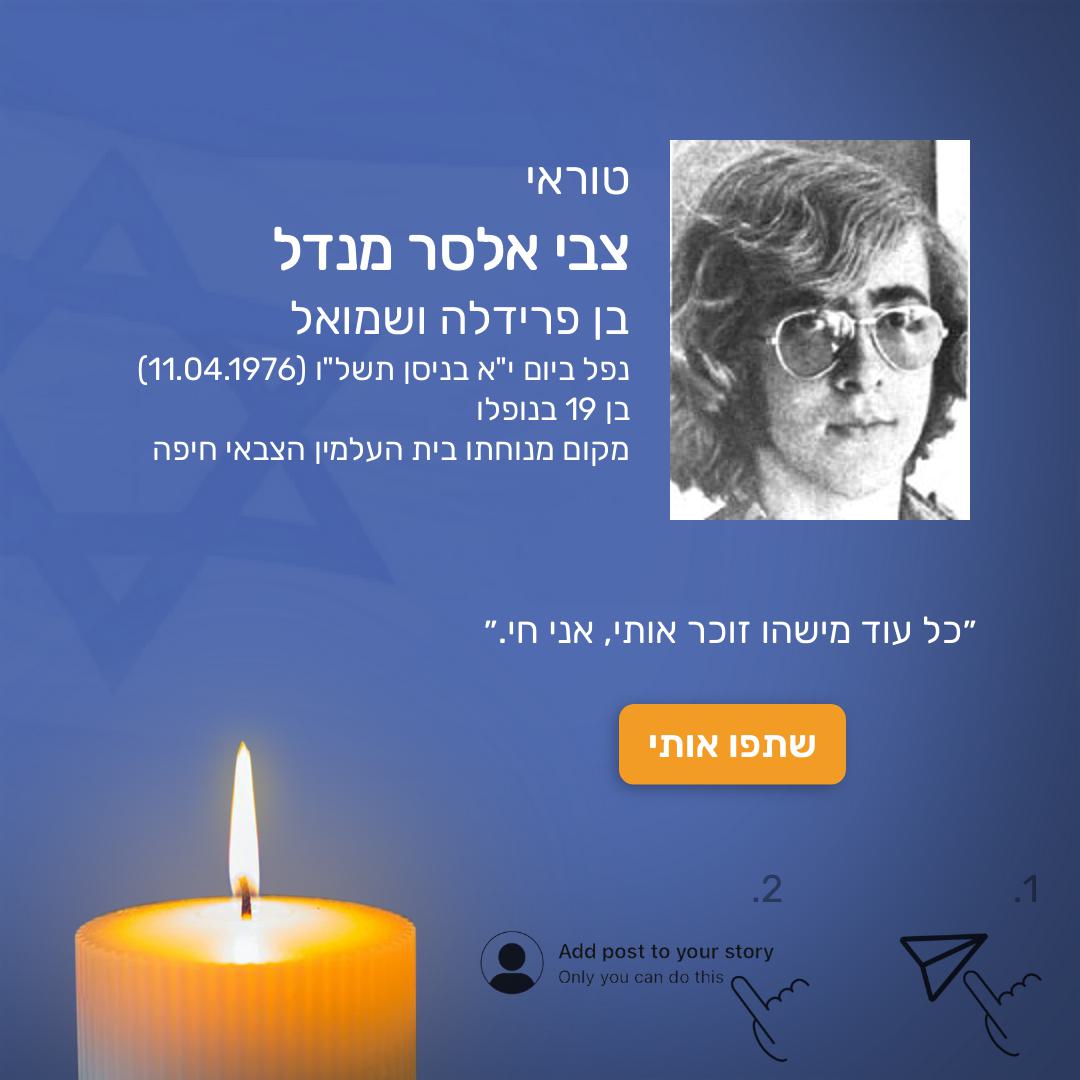 טוראי
צבי אלסר מנדל
בן פרידלה ושמואל
נפל ביום י"א בניסן תשל"ו (11.04.1976)
בן 19 בנופלו
מקום מנוחתו בית העלמין הצבאי חיפה
״כל עוד מישהו זוכר אותי, אני חי.״
שתפו אותי
.1
.2
Add post to your story
Only you can do this